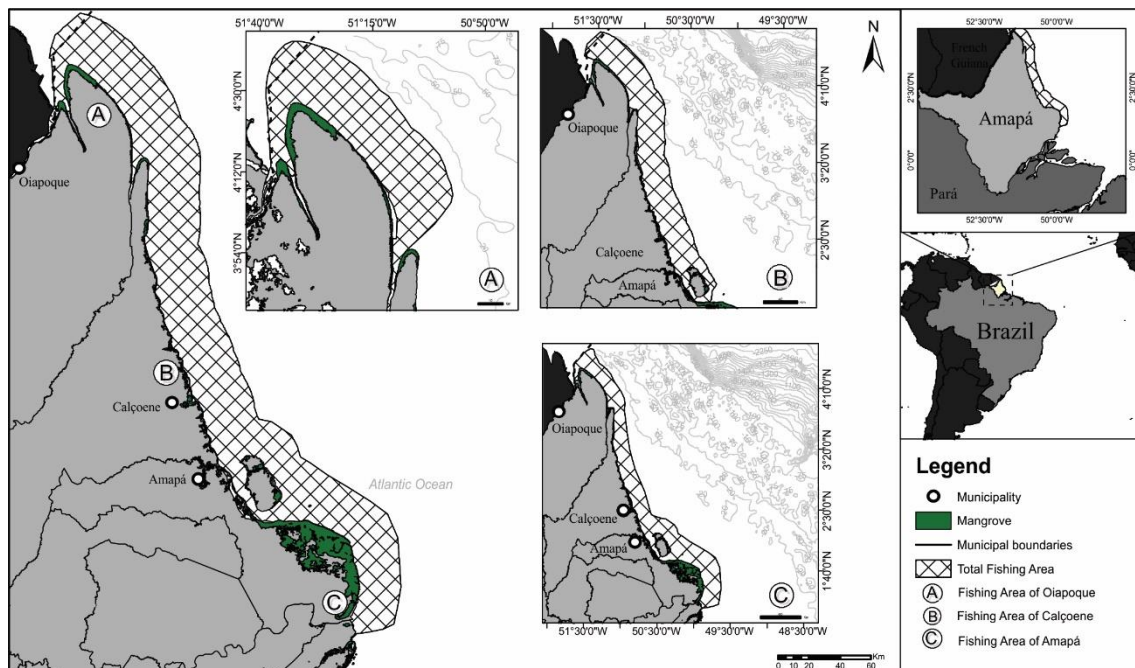 Oiapoque
Calçoene
Amapá
A
B
C
Atlantic Ocean
51°40'0"W 51°15'0"W 50°50'0"W
4°30'0"N
4°12'0"N
3°54'0"N
A
51°30'0"W 50°30'0"W 49°30'0"W
4°10'0"N
3°20'0"N
2°30'0"N
Oiapoque
Calçoene
Amapá
B
4°10'0"N
3°20'0"N
2°30'0"N
1°40'0"N
Oiapoque
Calçoene
Amapá
C
51°30'0"W 50°30'0"W 49°30'0"W 48°30'0"W
N
0 10 20 40 60
Km
52°30'0"W 50°00'0"W
2°30'0"N
0°0'0"N
French
Guiana
Amapá
Pará
2°30'0"N
0°0'0"N
52°30'0"W 50°00'0"W
Brazil
Legend
Municipality
Mangrove
Municipal boundaries
Total Fishing Area
A Fishing Area of Oiapoque
B Fishing Area of Calçoene
C Fishing Area of Amapá